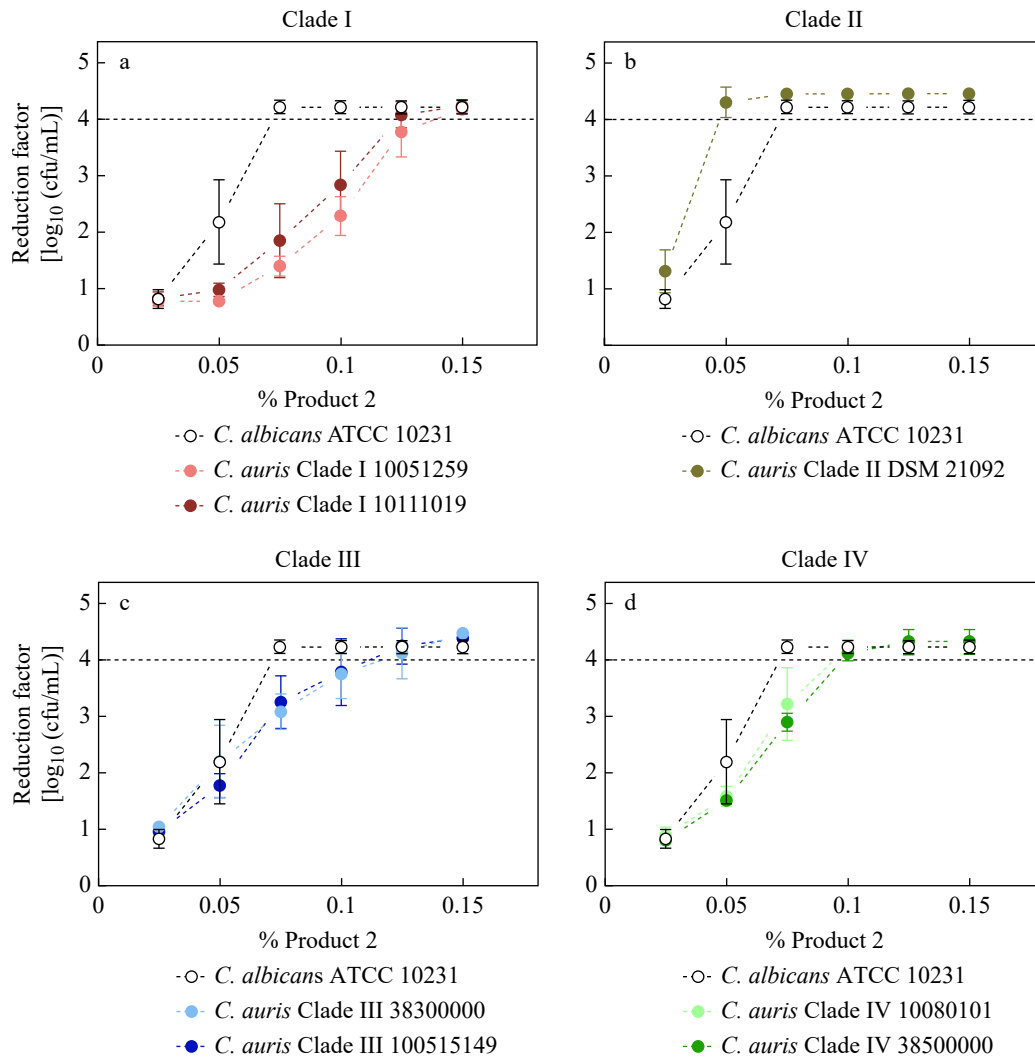 Clade I
a
5
4
3
2
1
0
Reduction factor
[log₁₀ (cfu/mL)]
0 0.05 0.1 0.15
% Product 2
C. albicans ATCC 10231
C. auris Clade I 10051259
C. auris Clade I 10111019
Clade II
b
5
4
3
2
1
0
0 0.05 0.1 0.15
% Product 2
C. albicans ATCC 10231
C. auris Clade II DSM 21092
Clade III
c
5
4
3
2
1
0
Reduction factor
[log₁₀ (cfu/mL)]
0 0.05 0.1 0.15
% Product 2
C. albicans ATCC 10231
C. auris Clade III 38300000
C. auris Clade III 100515149
Clade IV
d
5
4
3
2
1
0
0 0.05 0.1 0.15
% Product 2
C. albicans ATCC 10231
C. auris Clade IV 10080101
C. auris Clade IV 38500000